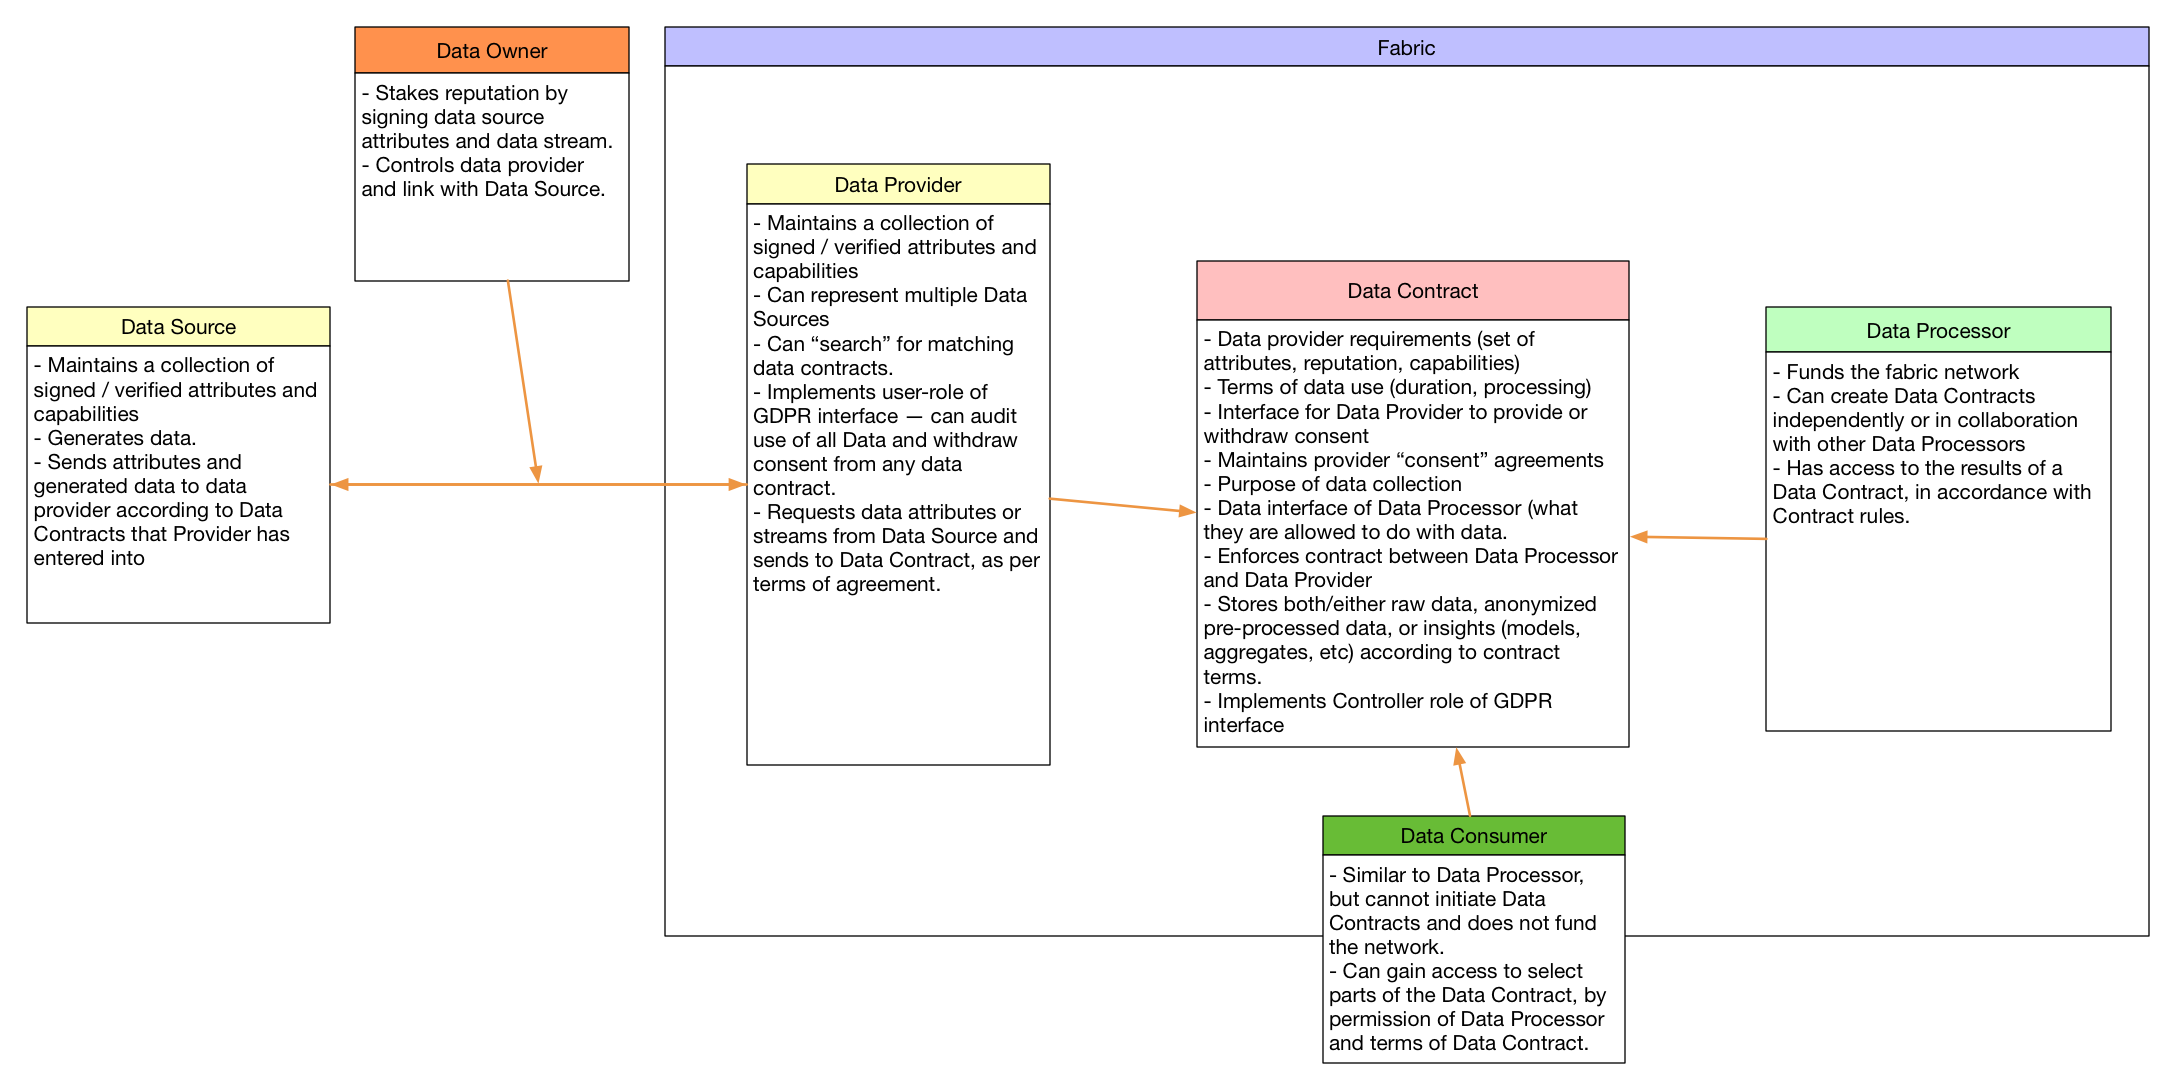 Data Owner
- Stakes reputation by
signing data source
attributes and data stream.
- Controls data provider
and link with Data Source.
Fabric
Data Source
- Maintains a collection of
signed / verified attributes and
capabilities
- Generates data.
- Sends attributes and
generated data to data
provider according to Data
Contracts that Provider has
entered into
Data Provider
- Maintains a collection of
signed / verified attributes and
capabilities
- Can represent multiple Data
Sources
- Can “search” for matching
data contracts.
- Implements user-role of
GDPR interface — can audit
use of all Data and withdraw
consent from any data
contract.
- Requests data attributes or
streams from Data Source and
sends to Data Contract, as per
terms of agreement.
Data Contract
- Data provider requirements (set of
attributes, reputation, capabilities)
- Terms of data use (duration, processing)
- Interface for Data Provider to provide or
withdraw consent
- Maintains provider “consent” agreements
- Purpose of data collection
- Data interface of Data Processor (what
they are allowed to do with data.
- Enforces contract between Data Processor
and Data Provider
- Stores both/either raw data, anonymized
pre-processed data, or insights (models,
aggregates, etc) according to contract
terms.
- Implements Controller role of GDPR
interface
Data Processor
- Funds the fabric network
- Can create Data Contracts
independently or in collaboration
with other Data Processors
- Has access to the results of a
Data Contract, in accordance with
Contract rules.
Data Consumer
- Similar to Data Processor,
but cannot initiate Data
Contracts and does not fund
the network.
- Can gain access to select
parts of the Data Contract, by
permission of Data Processor
and terms of Data Contract.